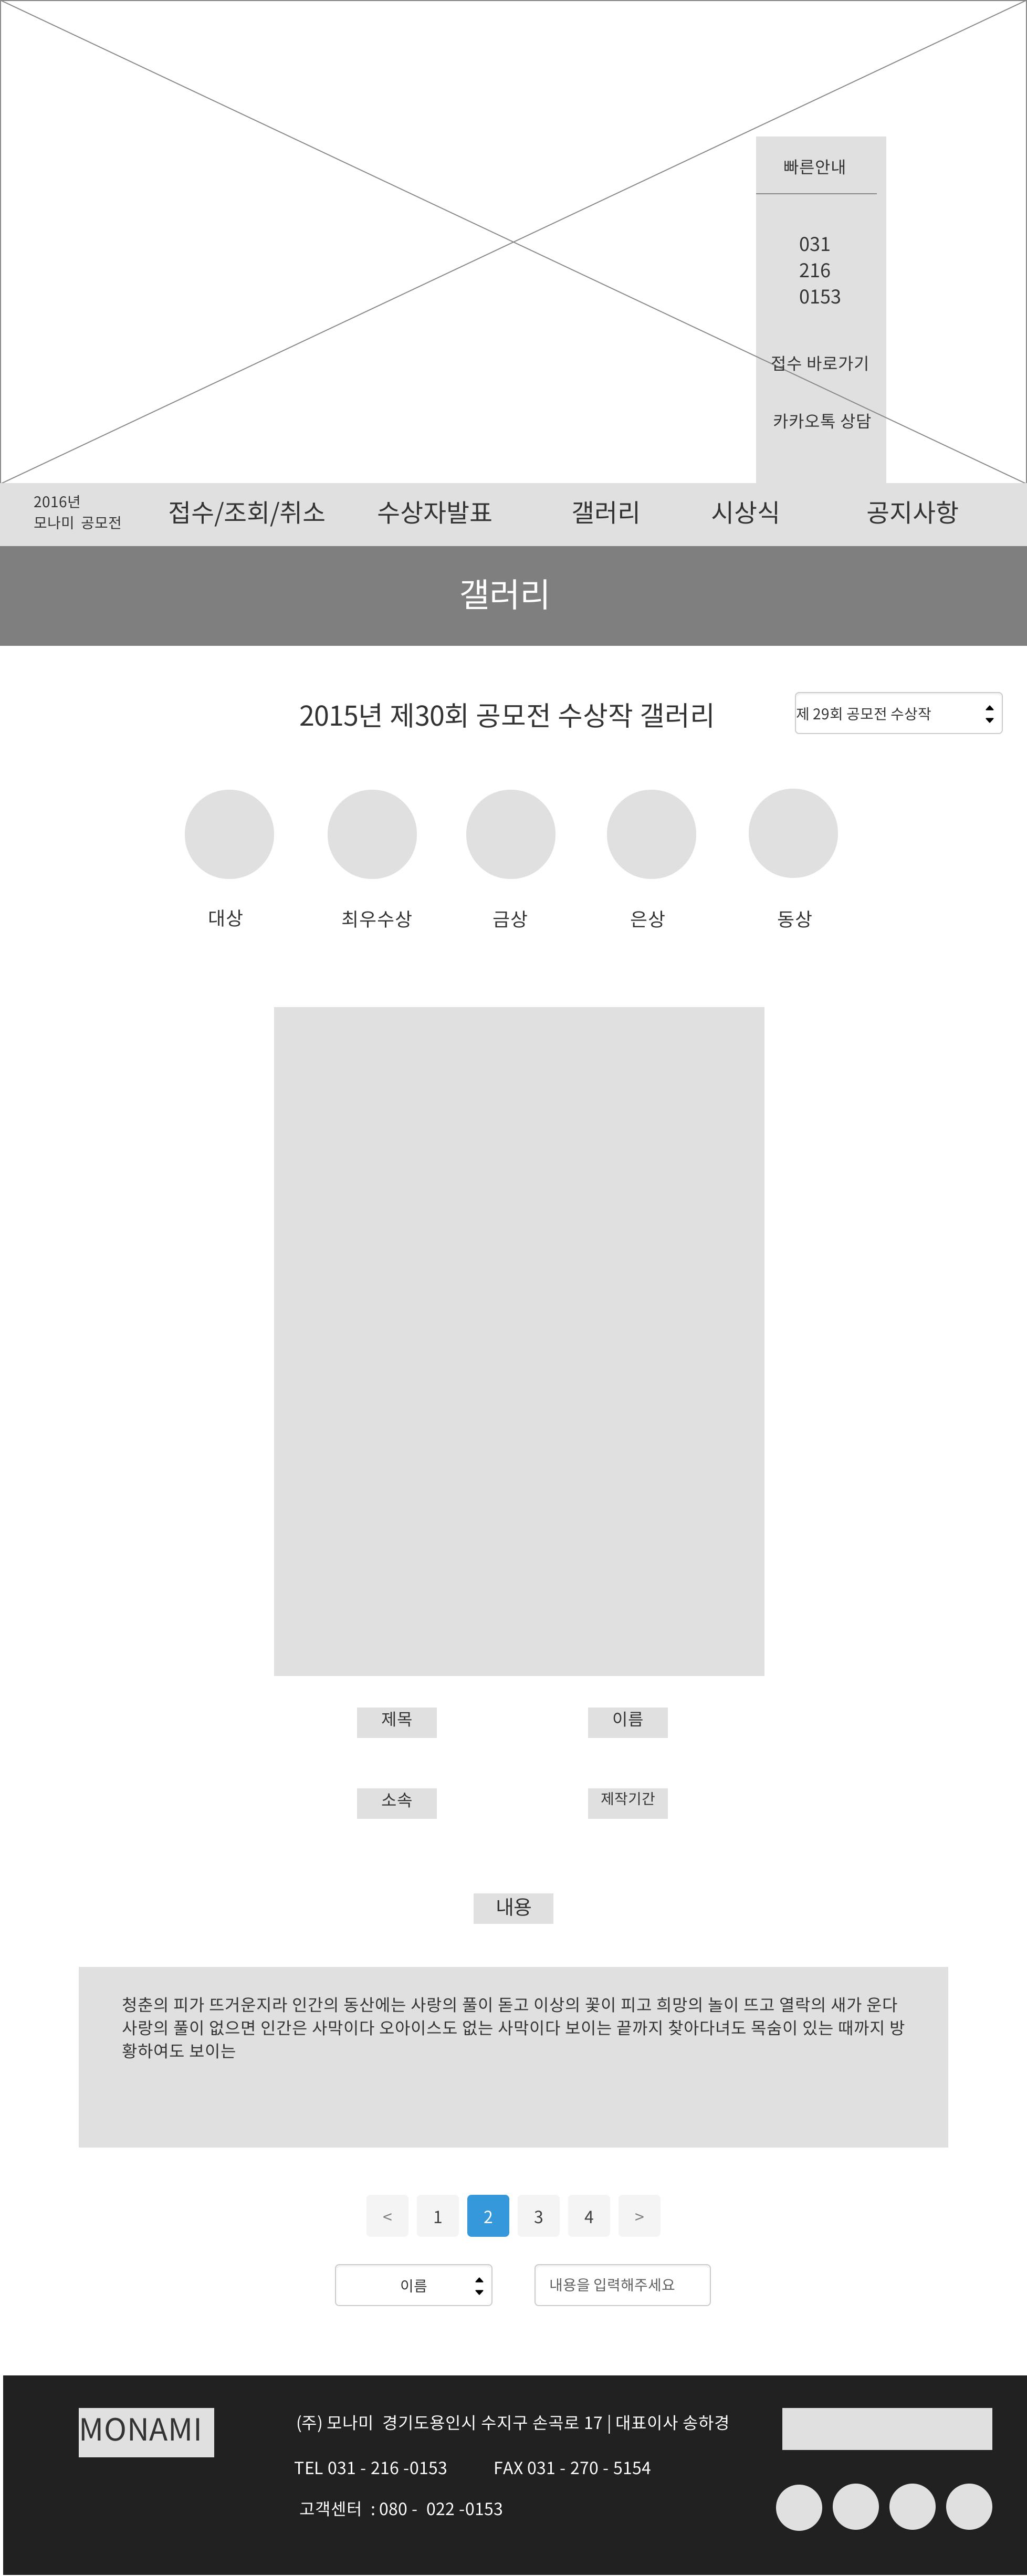 빠른안내
031
216
0153
접수 바로가기
카카오톡 상담
2016년
모나미 공모전
접수/조회/취소
수상자발표
갤러리
시상식
공지사항
갤러리
2015년 제30회 공모전 수상작 갤러리
제 29회 공모전 수상작
대상
최우수상
금상
은상
동상
제목
이름
소속
제작기간
내용
청춘의 피가 뜨거운지라 인간의 동산에는 사랑의 풀이 돋고 이상의 꽃이 피고 희망의 놀이 뜨고 열락의 새가 운다
사랑의 풀이 없으면 인간은 사막이다 오아이스도 없는 사막이다 보이는 끝까지 찾아다녀도 목숨이 있는 때까지 방
황하여도 보이는
< 1 2 3 4 >
이름
내용을 입력해주세요
MONAMI
(주) 모나미 경기도용인시 수지구 손곡로 17 | 대표이사 송하경
TEL 031 - 216 -0153 FAX 031 - 270 - 5154
고객센터 : 080 - 022 -0153